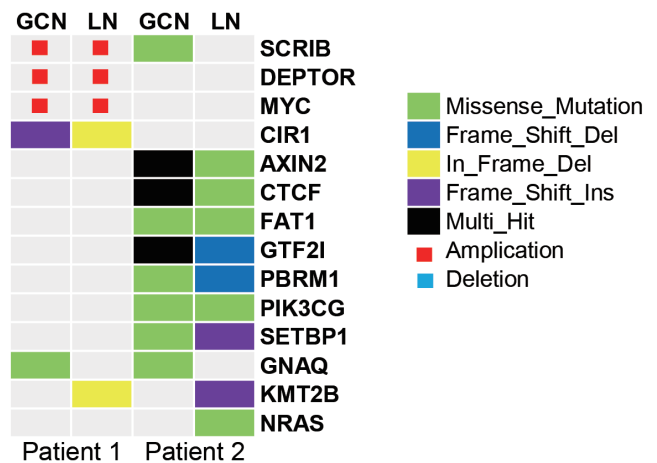 GCN LN GCN LN
SCRIB
DEPTOR
MYC
CIR1
AXIN2
CTCF
FAT1
GTF2I
PBRM1
PIK3CG
SETBP1
GNAQ
KMT2B
NRAS
Patient 1 Patient 2
Missense_Mutation
Frame_Shift_Del
In_Frame_Del
Frame_Shift_Ins
Multi_Hit
Amplication
Deletion